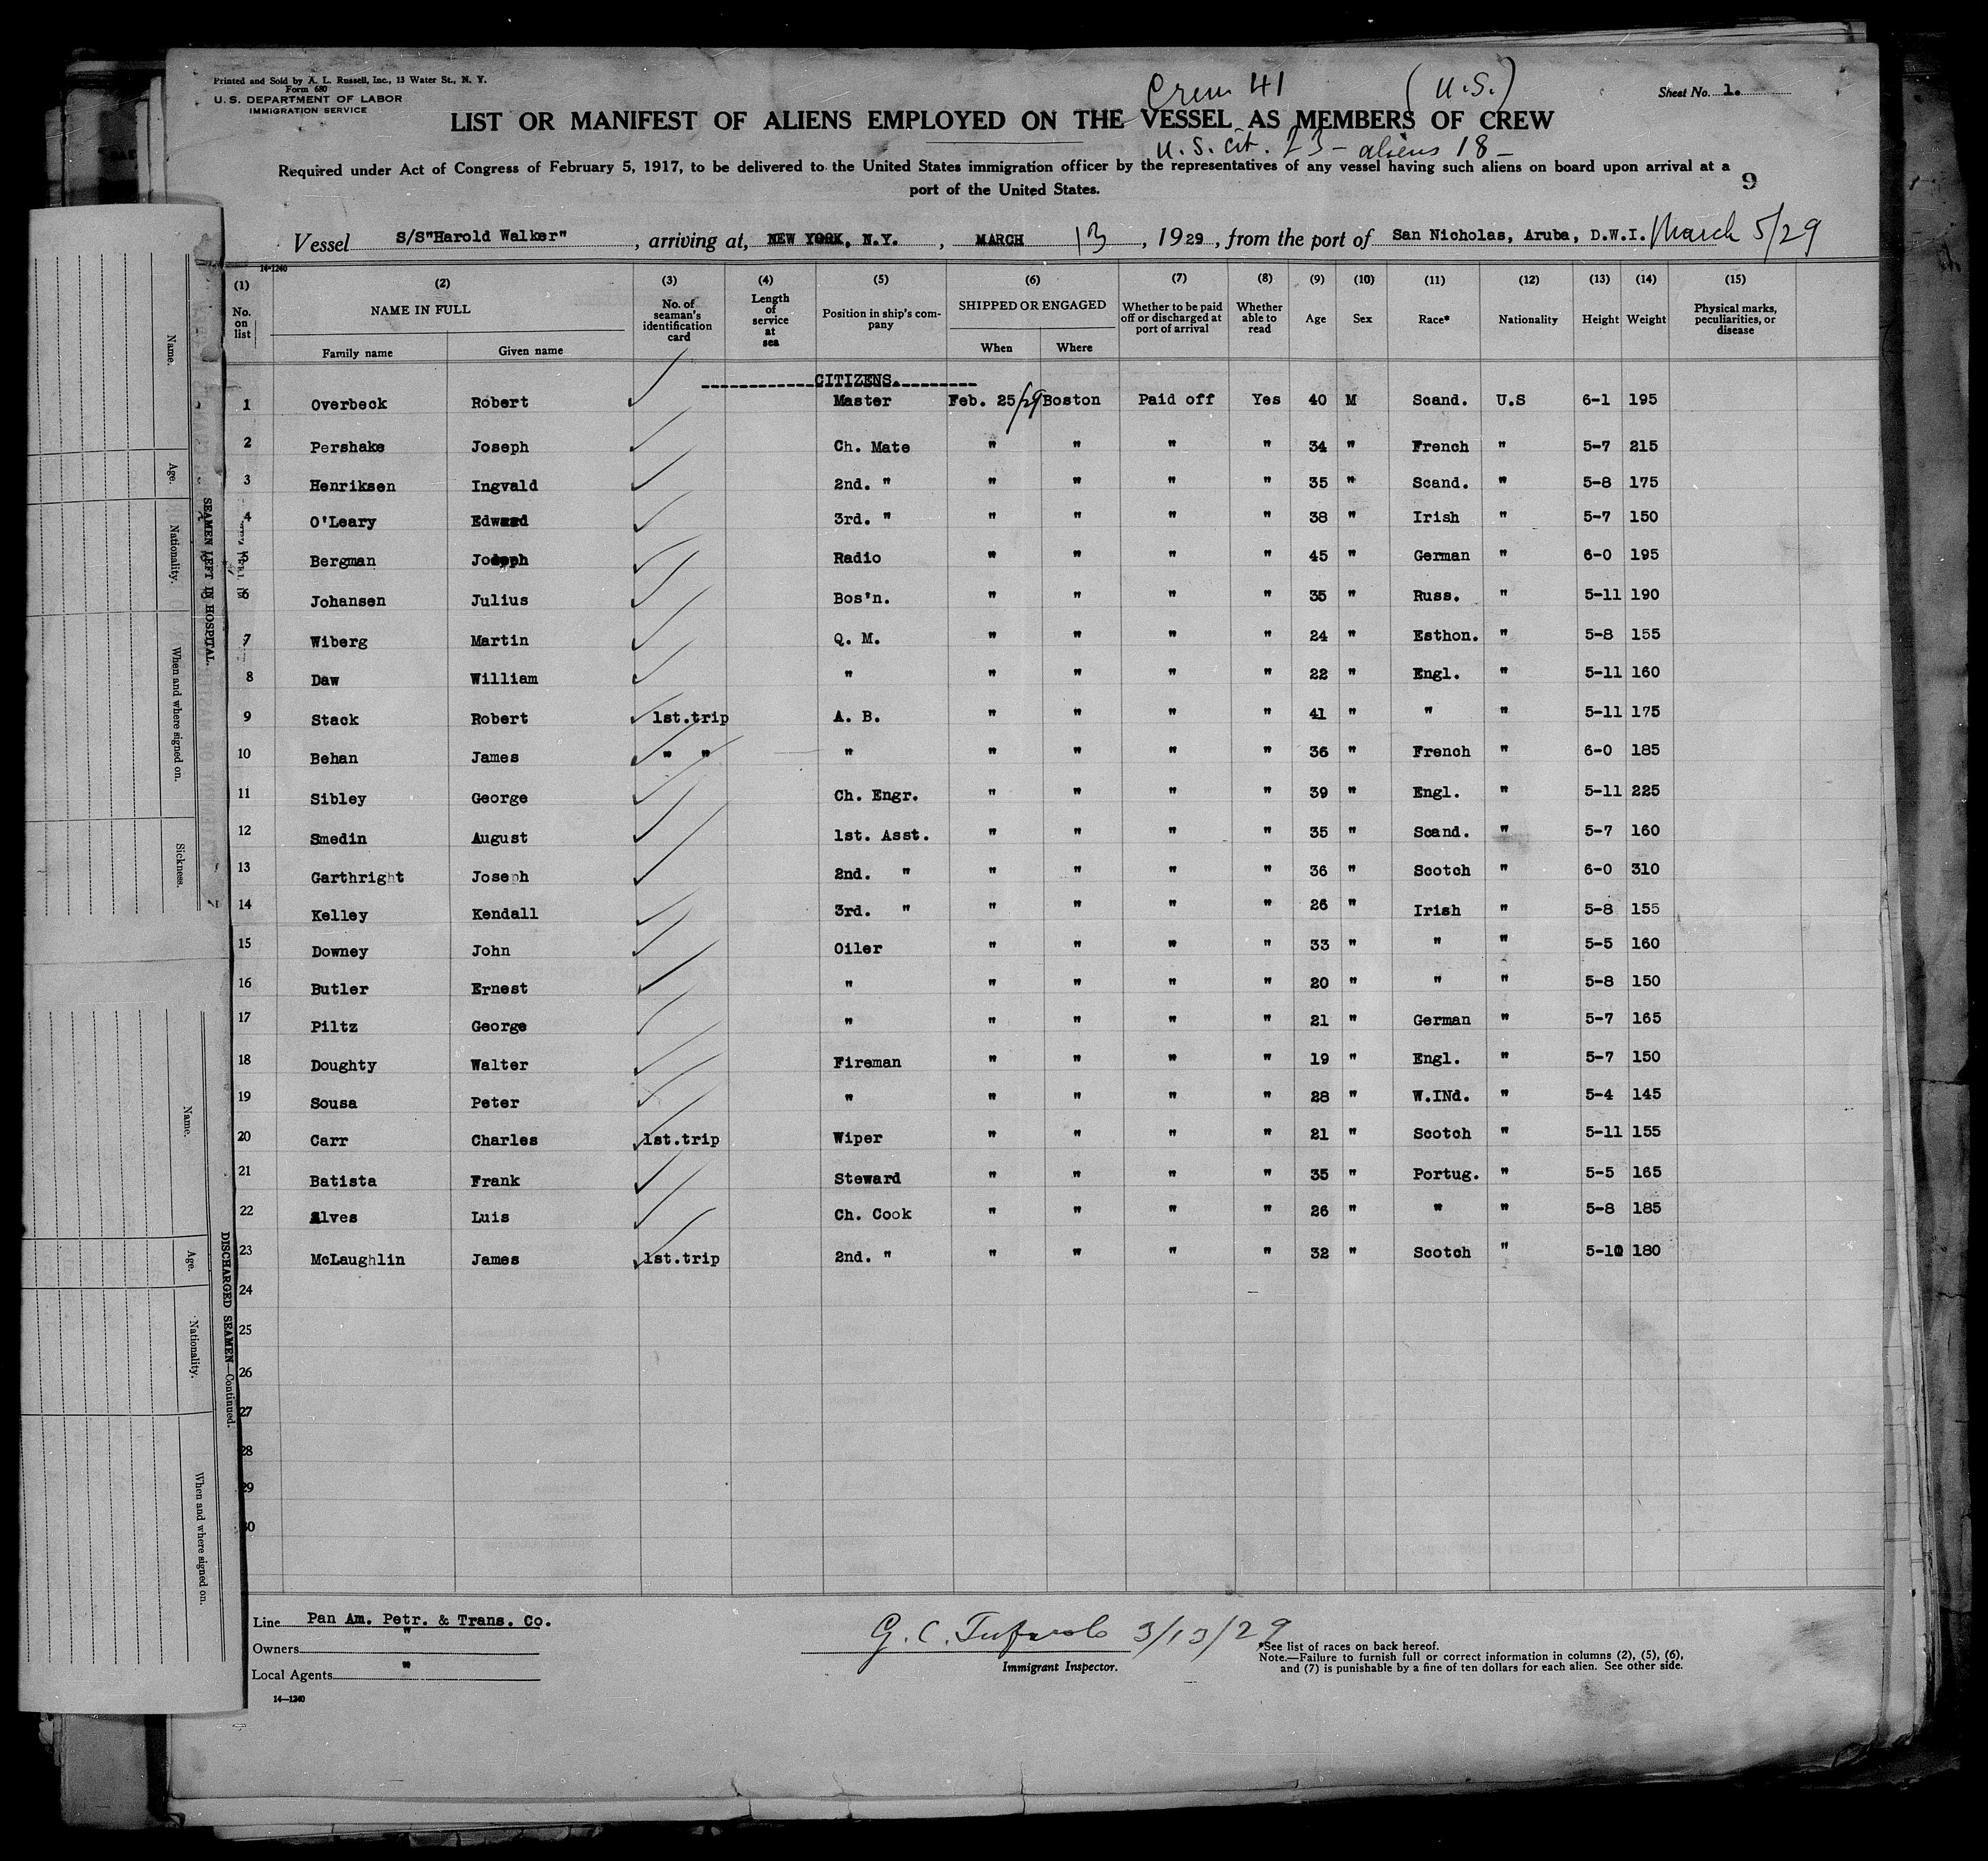 Printed and Sold by A. L. Russell, Inc., 13 Water St., N. Y.
Form 680
U. S. DEPARTMENT OF LABOR
IMMIGRATION SERVICE
Crew 41 (U.S.)
Sheet No. 1.
LIST OR MANIFEST OF ALIENS EMPLOYED ON THE VESSEL AS MEMBERS OF CREW
U.S. cit. 23 - aliens 18 -
Required under Act of Congress of February 5, 1917, to be delivered to the United States immigration officer by the representatives of any vessel having such aliens on board upon arrival at a
port of the United States.
9
Vessel S/S"Harold Walker", arriving at, NEW YORK, N.Y., MARCH 13, 1929, from the port of San Nicholas, Aruba, D.W.I. March 5/29
14-1240
(1) (2) (3) (4) (5) (6) (7) (8) (9) (10) (11) (12) (13) (14) (15)
No. on list NAME IN FULL No. of seaman's identification card Length of service at sea Position in ship's company SHIPPED OR ENGAGED Whether to be paid off or discharged at port of arrival Whether able to read Age Sex Race* Nationality Height Weight Physical marks, peculiarities, or disease
Family name Given name When Where
CITIZENS.
1 Overbeck Robert Master Feb. 25/29 Boston Paid off Yes 40 M Scand. U.S 6-1 195
2 Pershake Joseph Ch. Mate " " " " 34 " French " 5-7 215
3 Henriksen Ingvald 2nd. " " " " " 35 " Scand. " 5-8 175
4 O'Leary Edward 3rd. " " " " " 38 " Irish " 5-7 150
5 Bergman Joseph Radio " " " " 45 " German " 6-0 195
6 Johansen Julius Bos'n. " " " " 35 " Russ. " 5-11 190
7 Wiberg Martin Q. M. " " " " 24 " Esthon. " 5-8 155
8 Daw William " " " " " 22 " Engl. " 5-11 160
9 Stack Robert 1st.trip A. B. " " " " 41 " " " 5-11 175
10 Behan James " " " " " " " 36 " French " 6-0 185
11 Sibley George Ch. Engr. " " " " 39 " Engl. " 5-11 225
12 Smedin August 1st. Asst. " " " " 35 " Scand. " 5-7 160
13 Garthright Joseph 2nd. " " " " " 36 " Scotch " 6-0 310
14 Kelley Kendall 3rd. " " " " " 26 " Irish " 5-8 155
15 Downey John Oiler " " " " 33 " " " 5-5 160
16 Butler Ernest " " " " " 20 " " " 5-8 150
17 Piltz George " " " " " 21 " German " 5-7 165
18 Doughty Walter Fireman " " " " 19 " Engl. " 5-7 150
19 Sousa Peter " " " " " 28 " W.INd. " 5-4 145
20 Carr Charles 1st.trip Wiper " " " " 21 " Scotch " 5-11 155
21 Batista Frank Steward " " " " 35 " Portug. " 5-5 165
22 Alves Luis Ch. Cook " " " " 26 " " " 5-8 185
23 McLaughlin James 1st.trip 2nd. " " " " " 32 " Scotch " 5-10 180
24
25
26
27
28
29
30
Line Pan Am. Petr. & Trans. Co.
Owners "
Local Agents "
14—1240
G. C. 3/13/29
Immigrant Inspector.
*See list of races on back hereof.
Note.—Failure to furnish full or correct information in columns (2), (5), (6),
and (7) is punishable by a fine of ten dollars for each alien. See other side.
Name.
Age.
Nationality.
When and where signed on.
Sickness.
SEAMEN LEFT IN HOSPITAL.
Name.
Age.
Nationality.
When and where signed on.
DISCHARGED SEAMEN—Continued.